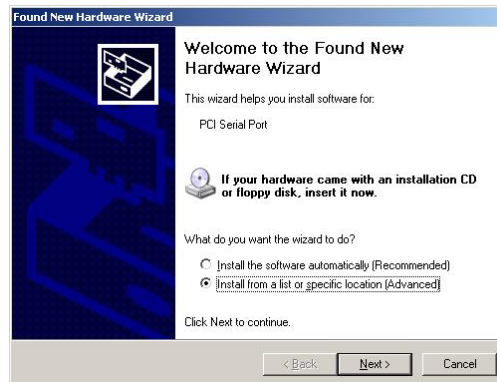 Found New Hardware Wizard
Welcome to the Found New
Hardware Wizard
This wizard helps you install software for:
PCI Serial Port
If your hardware came with an installation CD
or floppy disk, insert it now.
What do you want the wizard to do?
Install the software automatically (Recommended)
Install from a list or specific location (Advanced)
Click Next to continue.
< Back
Next >
Cancel